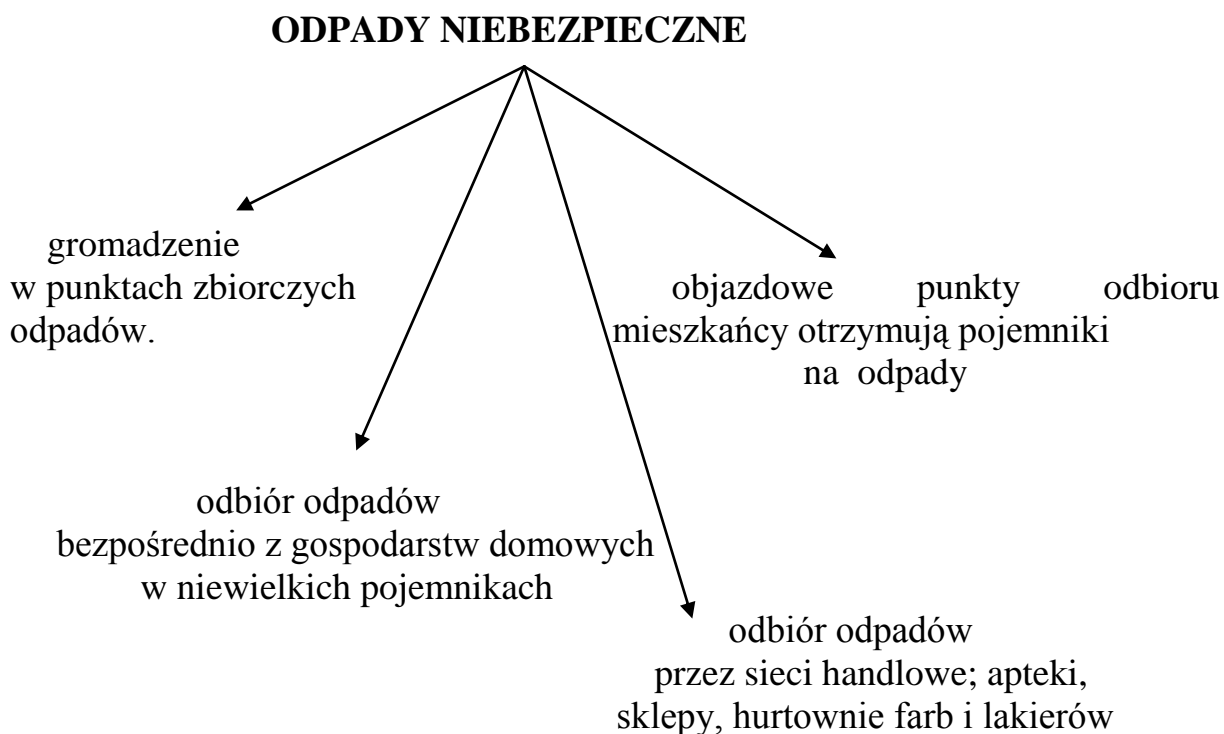 ODPADY NIEBEZPIECZNE
gromadzenie
w punktach zbiorczych
odpadów.
objazdowe punkty odbioru
mieszkańcy otrzymują pojemniki
na odpady
odbiór odpadów
bezpośrednio z gospodarstw domowych
w niewielkich pojemnikach
odbiór odpadów
przez sieci handlowe; apteki,
sklepy, hurtownie farb i lakierów